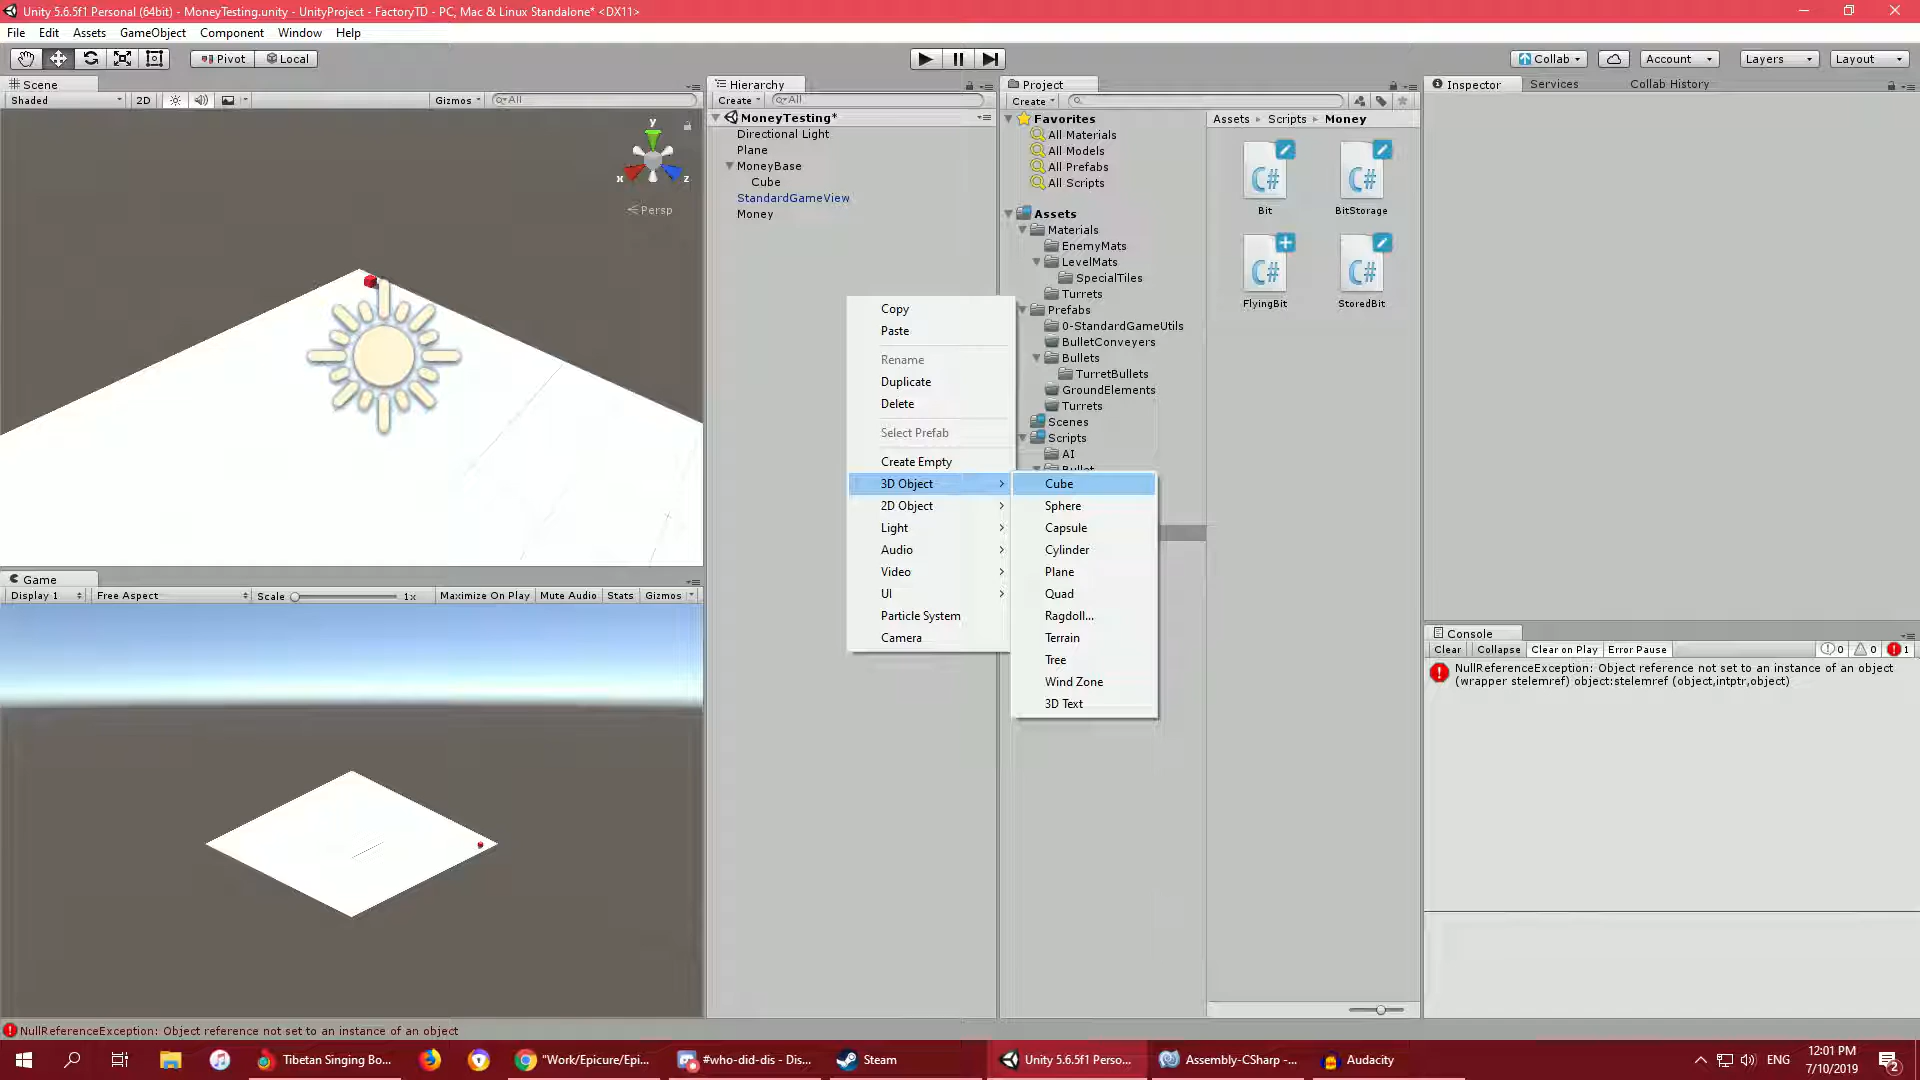 Unity 5.6.5f1 Personal (64bit) - MoneyTesting.unity - UnityProject - FactoryTD - PC, Mac & Linux Standalone* <DX11>
File Edit Assets GameObject Component Window Help
Pivot Local Collab Account Layers Layout
Scene
Shaded 2D Gizmos All
y
x z
Persp
Game
Display 1 Free Aspect Scale 1x Maximize On Play Mute Audio Stats Gizmos
Hierarchy
Create All
MoneyTesting*
Directional Light
Plane
MoneyBase
Cube
StandardGameView
Money
Copy
Paste
Rename
Duplicate
Delete
Select Prefab
Create Empty
3D Object
2D Object
Light
Audio
Video
UI
Particle System
Camera
Cube
Sphere
Capsule
Cylinder
Plane
Quad
Ragdoll...
Terrain
Tree
Wind Zone
3D Text
Project
Create
Favorites
All Materials
All Models
All Prefabs
All Scripts
Assets
Materials
EnemyMats
LevelMats
SpecialTiles
Turrets
Prefabs
0-StandardGameUtils
BulletConveyers
Bullets
TurretBullets
GroundElements
Turrets
Scenes
Scripts
AI
Bullet
Assets Scripts Money
C# C#
Bit BitStorage
C# C#
FlyingBit StoredBit
Inspector Services Collab History
Console
Clear Collapse Clear on Play Error Pause 0 0 1
NullReferenceException: Object reference not set to an instance of an object
(wrapper stelemref) object:stelemref (object,intptr,object)
NullReferenceException: Object reference not set to an instance of an object
Tibetan Singing Bo... "Work/Epicure/Epi... #who-did-dis - Dis... Steam Unity 5.6.5f1 Perso... Assembly-CSharp -... Audacity ENG
12:01 PM
7/10/2019
2